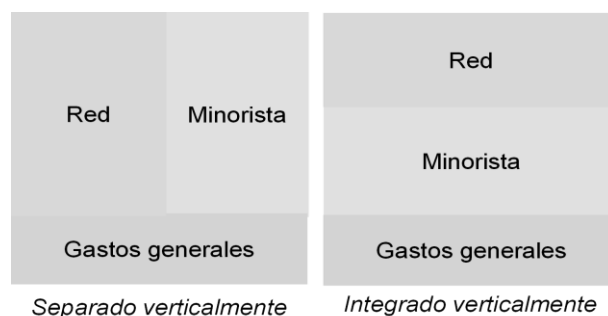 Red
Minorista
Gastos generales
Separado verticalmente
Red
Minorista
Gastos generales
Integrado verticalmente